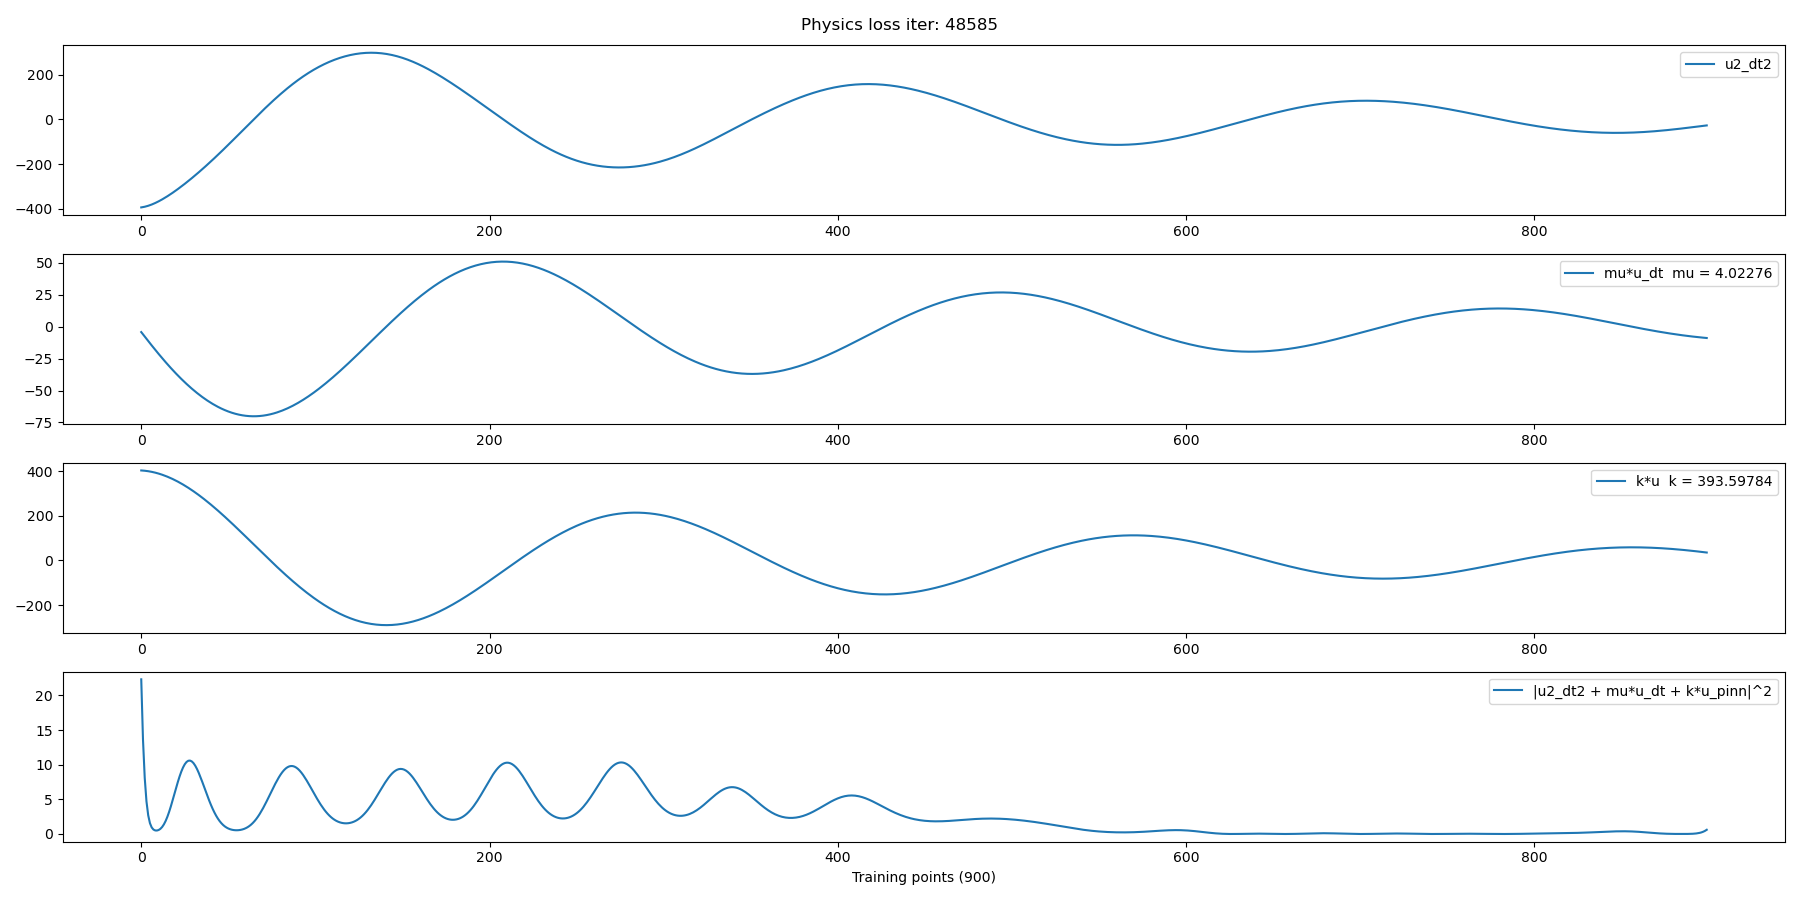 Physics loss iter: 48585
200
0
−200
−400
u2_dt2
0 200 400 600 800
50
25
0
−25
−50
−75
mu*u_dt  mu = 4.02276
0 200 400 600 800
400
200
0
−200
k*u  k = 393.59784
0 200 400 600 800
20
15
10
5
0
|u2_dt2 + mu*u_dt + k*u_pinn|^2
0 200 400 600 800
Training points (900)